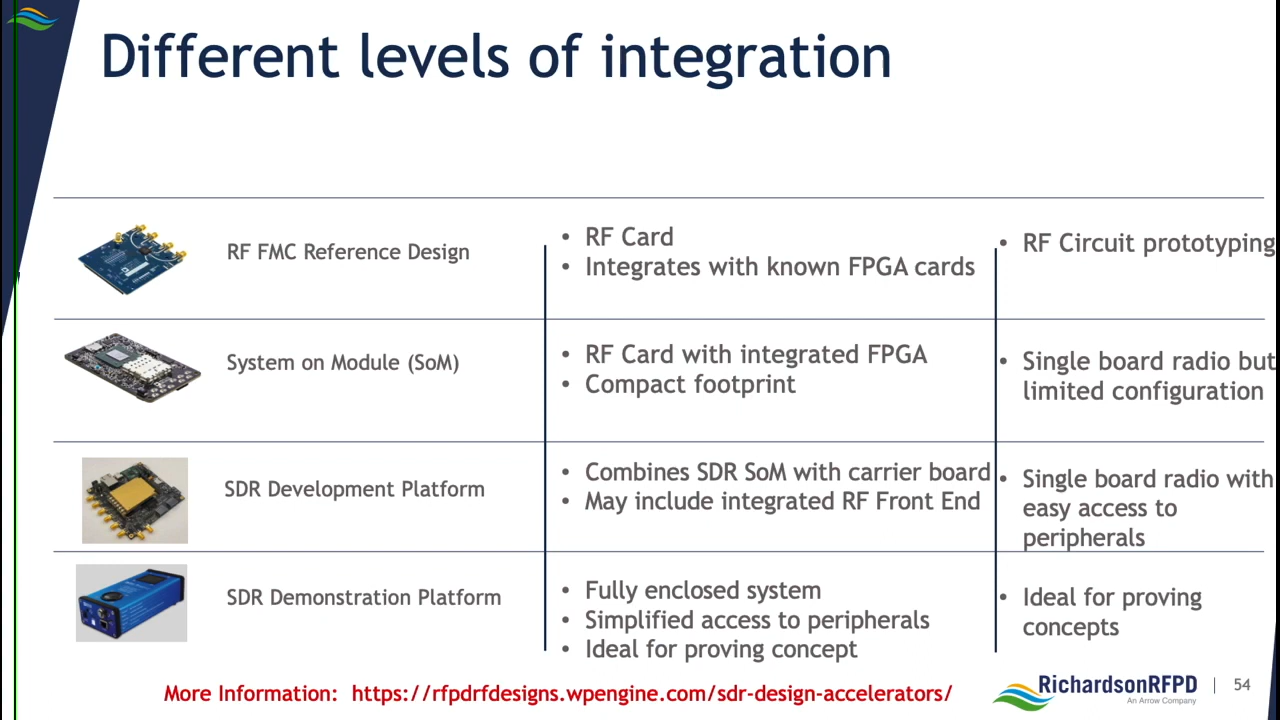 Different levels of integration
RF FMC Reference Design
• RF Card
• Integrates with known FPGA cards
• RF Circuit prototyping
System on Module (SoM)
• RF Card with integrated FPGA
• Compact footprint
• Single board radio but
limited configuration
SDR Development Platform
• Combines SDR SoM with carrier board
• May include integrated RF Front End
• Single board radio with
easy access to
peripherals
SDR Demonstration Platform
• Fully enclosed system
• Simplified access to peripherals
• Ideal for proving concept
• Ideal for proving
concepts
More Information: https://rfpdrfdesigns.wpengine.com/sdr-design-accelerators/
RichardsonRFPD
An Arrow Company
| 54